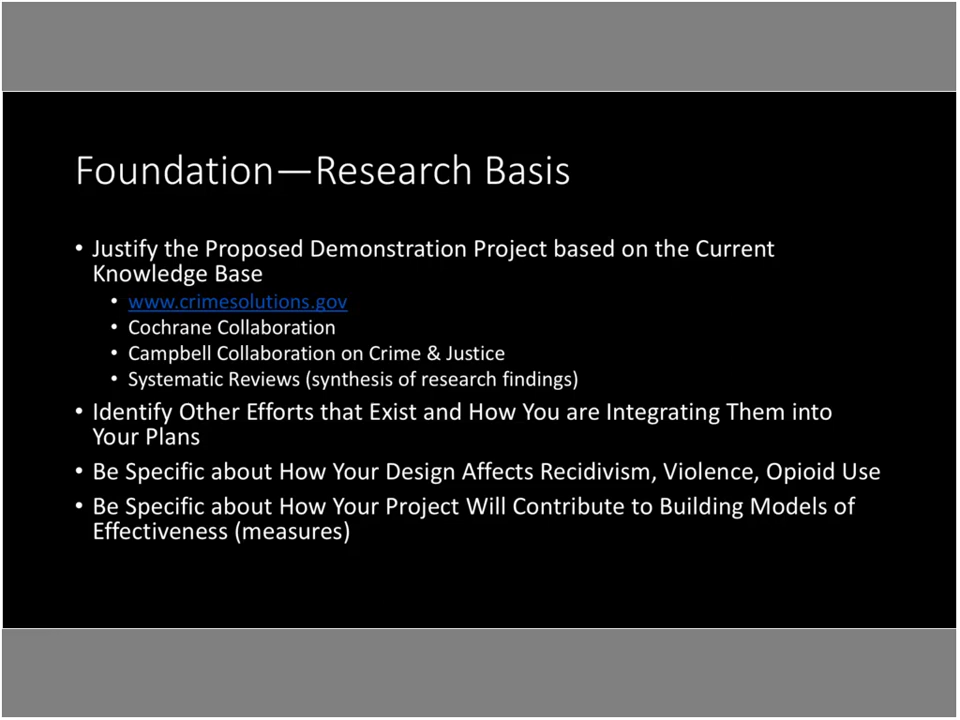 Foundation—Research Basis
• Justify the Proposed Demonstration Project based on the Current
Knowledge Base
• www.crimesolutions.gov
• Cochrane Collaboration
• Campbell Collaboration on Crime & Justice
• Systematic Reviews (synthesis of research findings)
• Identify Other Efforts that Exist and How You are Integrating Them into
Your Plans
• Be Specific about How Your Design Affects Recidivism, Violence, Opioid Use
• Be Specific about How Your Project Will Contribute to Building Models of
Effectiveness (measures)